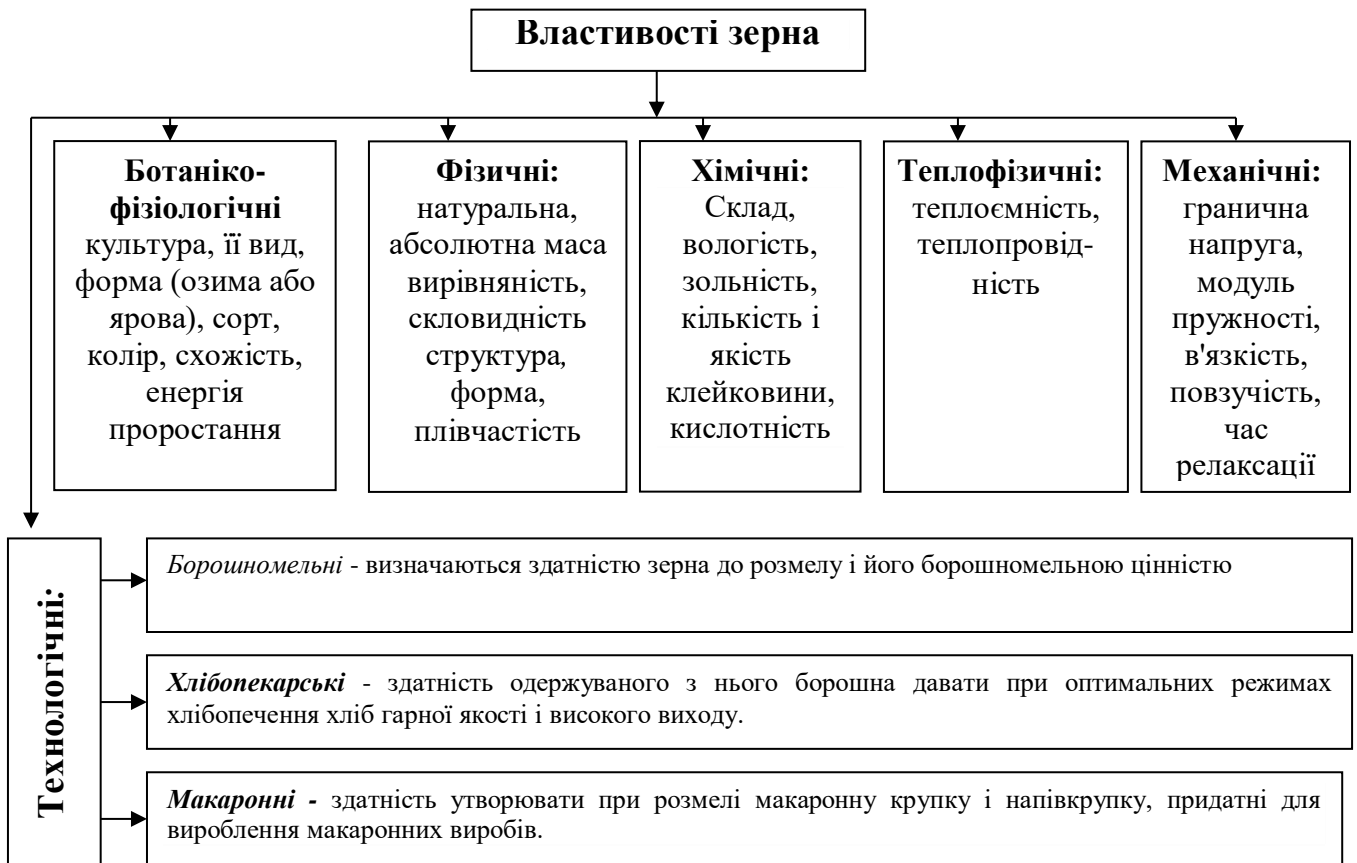 Властивості зерна
Ботаніко-
фізіологічні
культура, її вид,
форма (озима або
ярова), сорт,
колір, схожість,
енергія
проростання
Фізичні:
натуральна,
абсолютна маса
вирівняність,
скловидність
структура,
форма,
плівчастість
Хімічні:
Склад,
вологість,
зольність,
кількість і
якість
клейковини,
кислотність
Теплофізичні:
теплоємність,
теплопровід-
ність
Механічні:
гранична
напруга,
модуль
пружності,
в'язкість,
повзучість,
час
релаксації
Технологічні:
Борошномельні - визначаються здатністю зерна до розмелу і його борошномельною цінністю
Хлібопекарські - здатність одержуваного з нього борошна давати при оптимальних режимах
хлібопечення хліб гарної якості і високого виходу.
Макаронні - здатність утворювати при розмелі макаронну крупку і напівкрупку, придатні для
вироблення макаронних виробів.